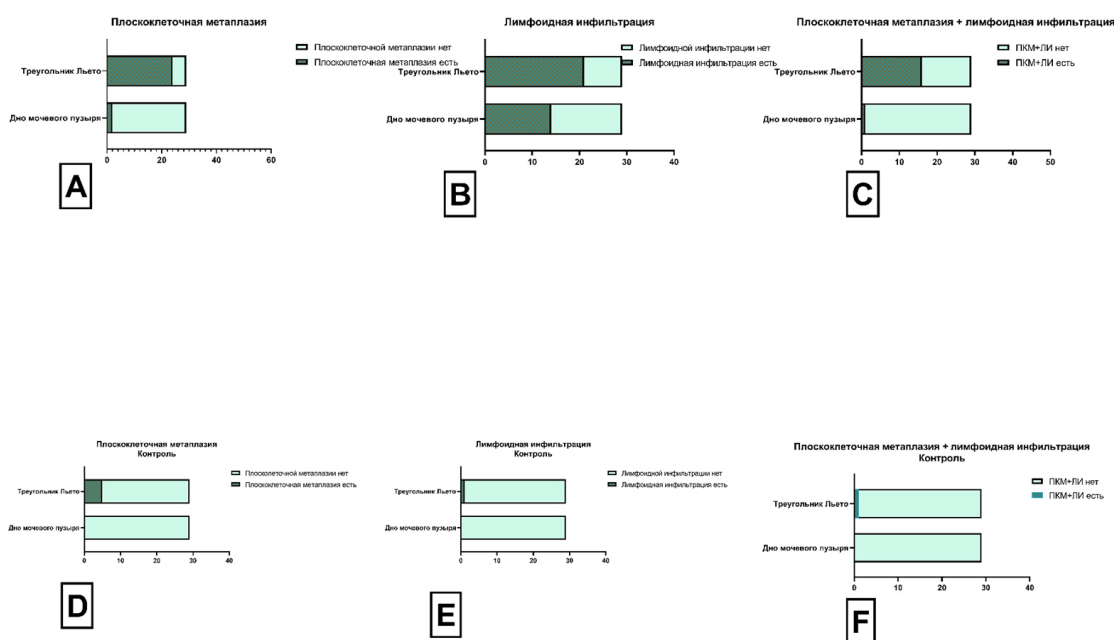 Плоскоклеточная метаплазия
Плоскоклеточной метаплазии нет
Плоскоклеточная метаплазия есть
Треугольник Льето
Дно мочевого пузыря
0 20 40 60
A
Лимфоидная инфильтрация
Лимфоидной инфильтрации нет
Лимфоидная инфильтрация есть
Треугольник Льето
Дно мочевого пузыря
0 10 20 30 40
B
Плоскоклеточная метаплазия + лимфоидная инфильтрация
ПКМ+ЛИ нет
ПКМ+ЛИ есть
Треугольник Льето
Дно мочевого пузыря
0 10 20 30 40 50
C
Плоскоклеточная метаплазия
Контроль
Плоскоклеточной метаплазии нет
Плоскоклеточная метаплазия есть
Треугольник Льето
Дно мочевого пузыря
0 10 20 30 40
D
Лимфоидная инфильтрация
Контроль
Лимфоидной инфильтрации нет
Лимфоидная инфильтрация есть
Треугольник Льето
Дно мочевого пузыря
0 10 20 30 40
E
Плоскоклеточная метаплазия + лимфоидная инфильтрация
Контроль
ПКМ+ЛИ нет
ПКМ+ЛИ есть
Треугольник Льето
Дно мочевого пузыря
0 10 20 30 40
F